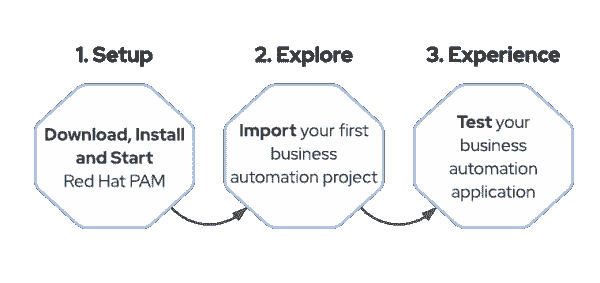 1. Setup
2. Explore
3. Experience
Download, Install
and Start
Red Hat PAM
Import your first
business
automation project
Test your
business
automation
application